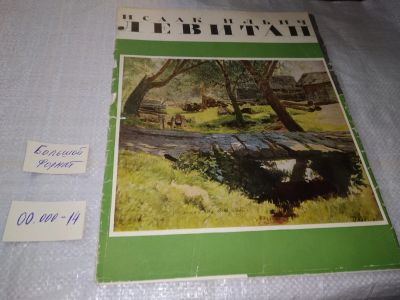 ИСААК ИЛЬИЧ
ЛЕВИТАН
Большой
формат
00.000-14